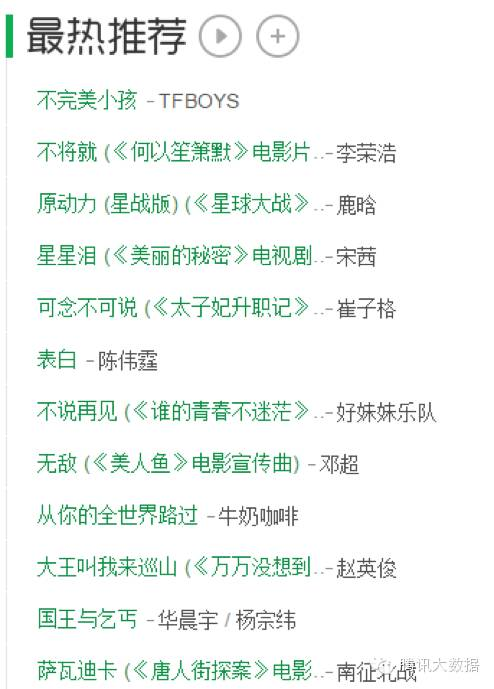 最热推荐
不完美小孩 -TFBOYS
不将就 (《何以笙箫默》电影片...-李荣浩
原动力 (星战版) (《星球大战》...-鹿晗
星星泪 (《美丽的秘密》电视剧...-宋茜
可念不可说 (《太子妃升职记》...-崔子格
表白 -陈伟霆
不说再见 (《谁的青春不迷茫》...-好妹妹乐队
无敌 (《美人鱼》电影宣传曲) -邓超
从你的全世界路过 -牛奶咖啡
大王叫我来巡山 (《万万没想到...-赵英俊
国王与乞丐 -华晨宇 / 杨宗纬
萨瓦迪卡 (《唐人街探案》电影...-南征北战
腾讯大数据